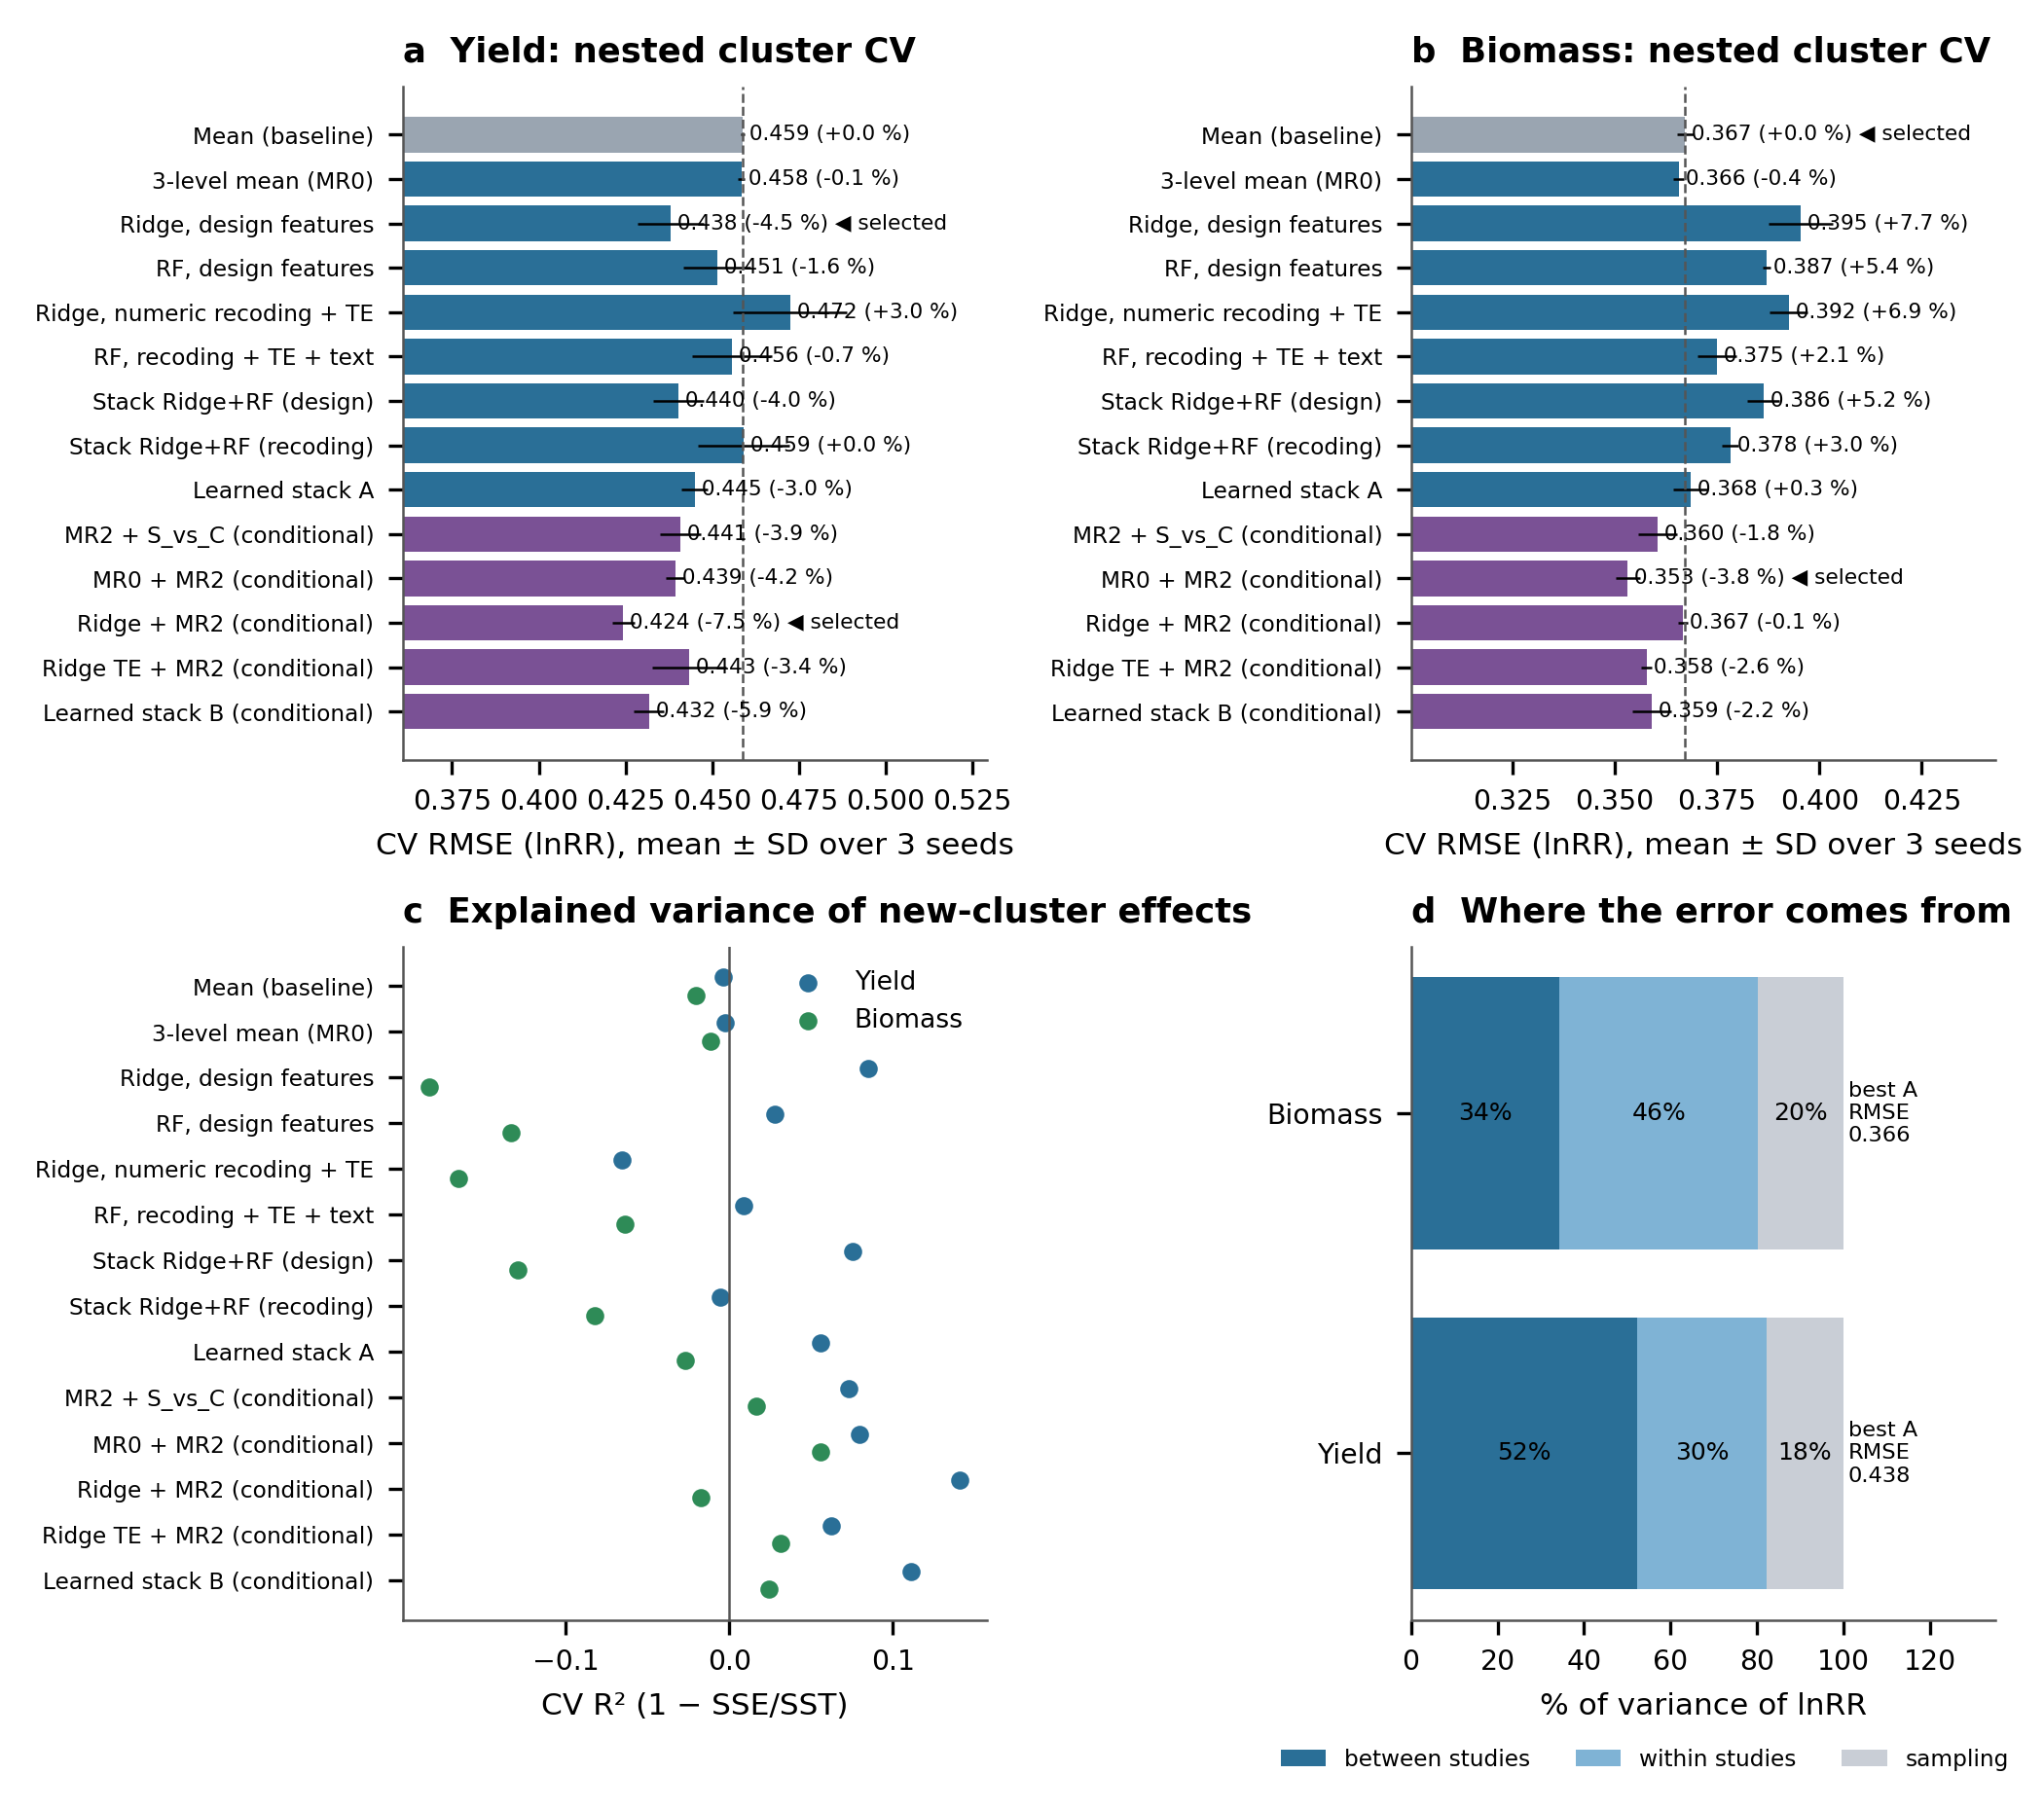 a Yield: nested cluster CV
Mean (baseline)
0.459 (+0.0 %)
3-level mean (MR0)
0.458 (-0.1 %)
Ridge, design features
0.438 (-4.5 %) ◀ selected
RF, design features
0.451 (-1.6 %)
Ridge, numeric recoding + TE
0.472 (+3.0 %)
RF, recoding + TE + text
0.456 (-0.7 %)
Stack Ridge+RF (design)
0.440 (-4.0 %)
Stack Ridge+RF (recoding)
0.459 (+0.0 %)
Learned stack A
0.445 (-3.0 %)
MR2 + S_vs_C (conditional)
0.441 (-3.9 %)
MR0 + MR2 (conditional)
0.439 (-4.2 %)
Ridge + MR2 (conditional)
0.424 (-7.5 %) ◀ selected
Ridge TE + MR2 (conditional)
0.443 (-3.4 %)
Learned stack B (conditional)
0.432 (-5.9 %)
0.375 0.400 0.425 0.450 0.475 0.500 0.525
CV RMSE (lnRR), mean ± SD over 3 seeds
b Biomass: nested cluster CV
Mean (baseline)
0.367 (+0.0 %) ◀ selected
3-level mean (MR0)
0.366 (-0.4 %)
Ridge, design features
0.395 (+7.7 %)
RF, design features
0.387 (+5.4 %)
Ridge, numeric recoding + TE
0.392 (+6.9 %)
RF, recoding + TE + text
0.375 (+2.1 %)
Stack Ridge+RF (design)
0.386 (+5.2 %)
Stack Ridge+RF (recoding)
0.378 (+3.0 %)
Learned stack A
0.368 (+0.3 %)
MR2 + S_vs_C (conditional)
0.360 (-1.8 %)
MR0 + MR2 (conditional)
0.353 (-3.8 %) ◀ selected
Ridge + MR2 (conditional)
0.367 (-0.1 %)
Ridge TE + MR2 (conditional)
0.358 (-2.6 %)
Learned stack B (conditional)
0.359 (-2.2 %)
0.325 0.350 0.375 0.400 0.425
CV RMSE (lnRR), mean ± SD over 3 seeds
c Explained variance of new-cluster effects
Yield
Biomass
Mean (baseline)
3-level mean (MR0)
Ridge, design features
RF, design features
Ridge, numeric recoding + TE
RF, recoding + TE + text
Stack Ridge+RF (design)
Stack Ridge+RF (recoding)
Learned stack A
MR2 + S_vs_C (conditional)
MR0 + MR2 (conditional)
Ridge + MR2 (conditional)
Ridge TE + MR2 (conditional)
Learned stack B (conditional)
−0.1 0.0 0.1
CV R² (1 − SSE/SST)
d Where the error comes from
Biomass
34% 46% 20%
best A
RMSE
0.366
Yield
52% 30% 18%
best A
RMSE
0.438
0 20 40 60 80 100 120
% of variance of lnRR
between studies within studies sampling